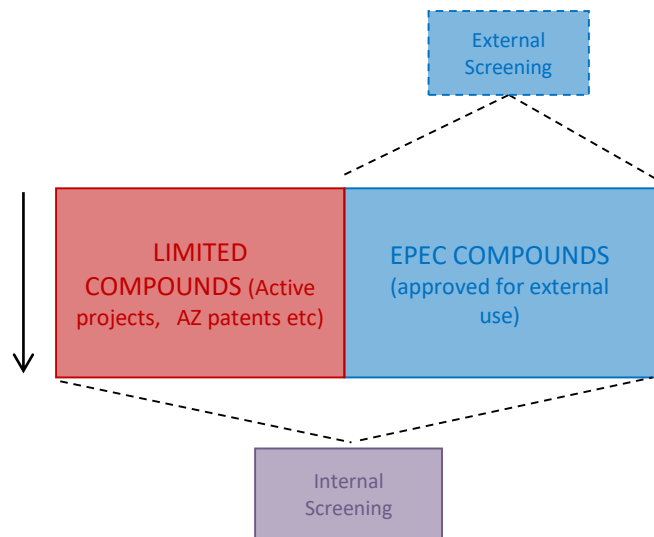 External
Screening
LIMITED
COMPOUNDS (Active
projects, AZ patents etc)
EPEC COMPOUNDS
(approved for external
use)
Internal
Screening